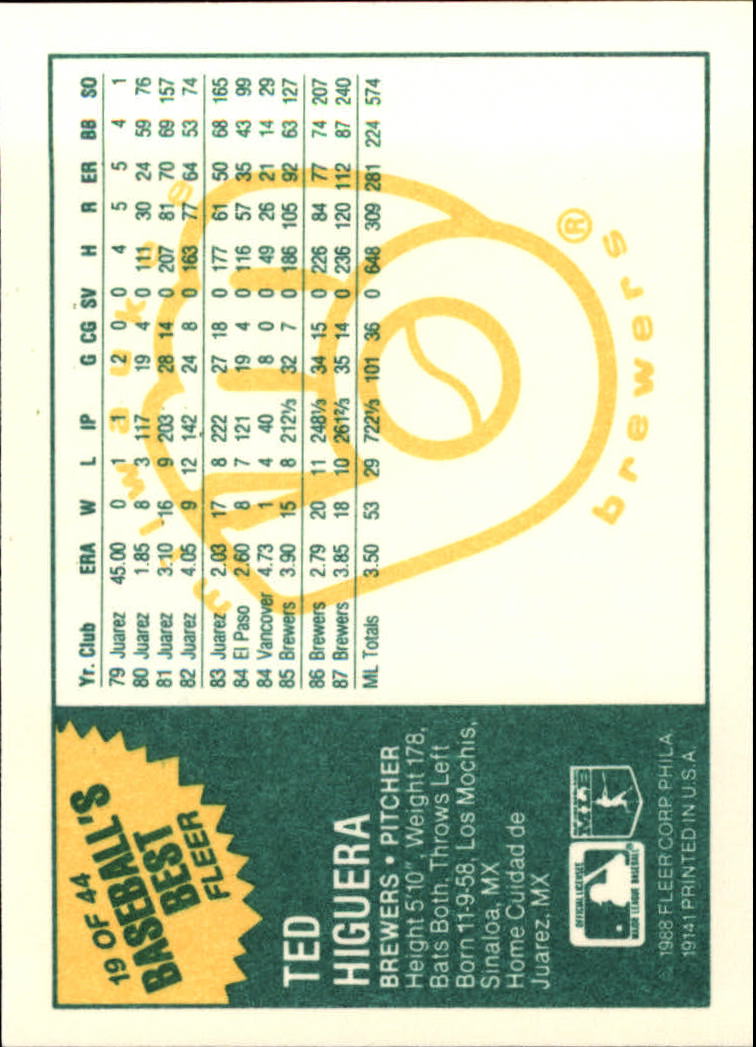 19 OF 44
BASEBALL'S
BEST
FLEER
TED
HIGUERA
BREWERS • PITCHER
Height 5'10", Weight 178,
Bats Both, Throws Left
Born 11-9-58, Los Mochis,
Sinaloa, MX
Home Cuidad de
Juarez, MX
OFFICIAL LICENSEE
MAJOR LEAGUE BASEBALL
© 1988 FLEER CORP. PHILA.
19141 PRINTED IN U.S.A.
Yr. Club ERA W L IP G CG SV H R ER BB SO
79 Juarez 45.00 0 1 1 2 0 0 4 5 5 4 1
80 Juarez 1.85 8 3 117 19 4 0 111 30 24 59 76
81 Juarez 3.10 16 9 203 28 14 0 207 81 70 69 157
82 Juarez 4.05 9 12 142 24 8 0 163 77 64 53 74
83 Juarez 2.03 17 8 222 27 18 0 177 61 50 68 165
84 El Paso 2.60 8 7 121 19 4 0 116 57 35 43 99
84 Vancover 4.73 1 4 40 8 0 0 49 26 21 14 29
85 Brewers 3.90 15 8 212⅓ 32 7 0 186 105 92 63 127
86 Brewers 2.79 20 11 248⅓ 34 15 0 226 84 77 74 207
87 Brewers 3.85 18 10 261⅔ 35 14 0 236 120 112 87 240
ML Totals 3.50 53 29 722⅓ 101 36 0 648 309 281 224 574
milwaukee
brewers ®